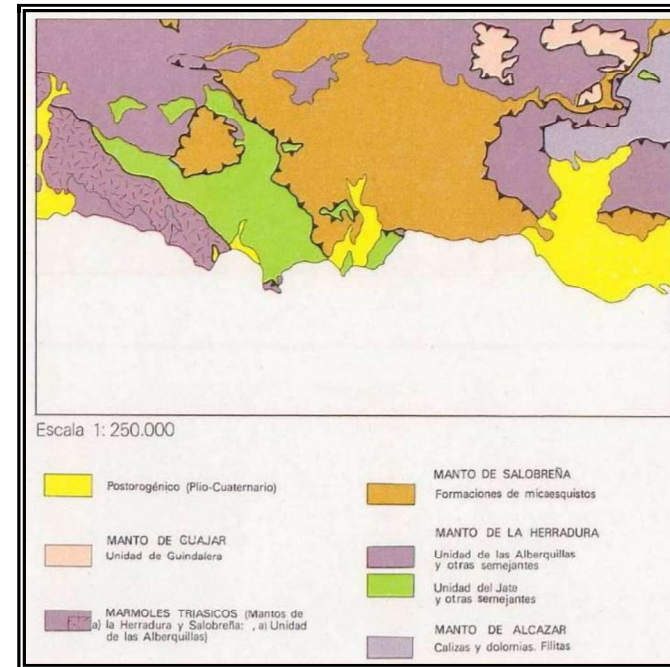 Escala 1: 250.000
Postorogénico (Plio-Cuaternario)
MANTO DE GUAJAR
Unidad de Guindalera
MARMOLES TRIASICOS (Mantos de
a) la Herradura y Salobreña: , a) Unidad
de las Alberquillas)
MANTO DE SALOBREÑA
Formaciones de micaesquistos
MANTO DE LA HERRADURA
Unidad de las Alberquillas
y otras semejantes
Unidad del Jate
y otras semejantes
MANTO DE ALCAZAR
Calizas y dolomias. Filitas